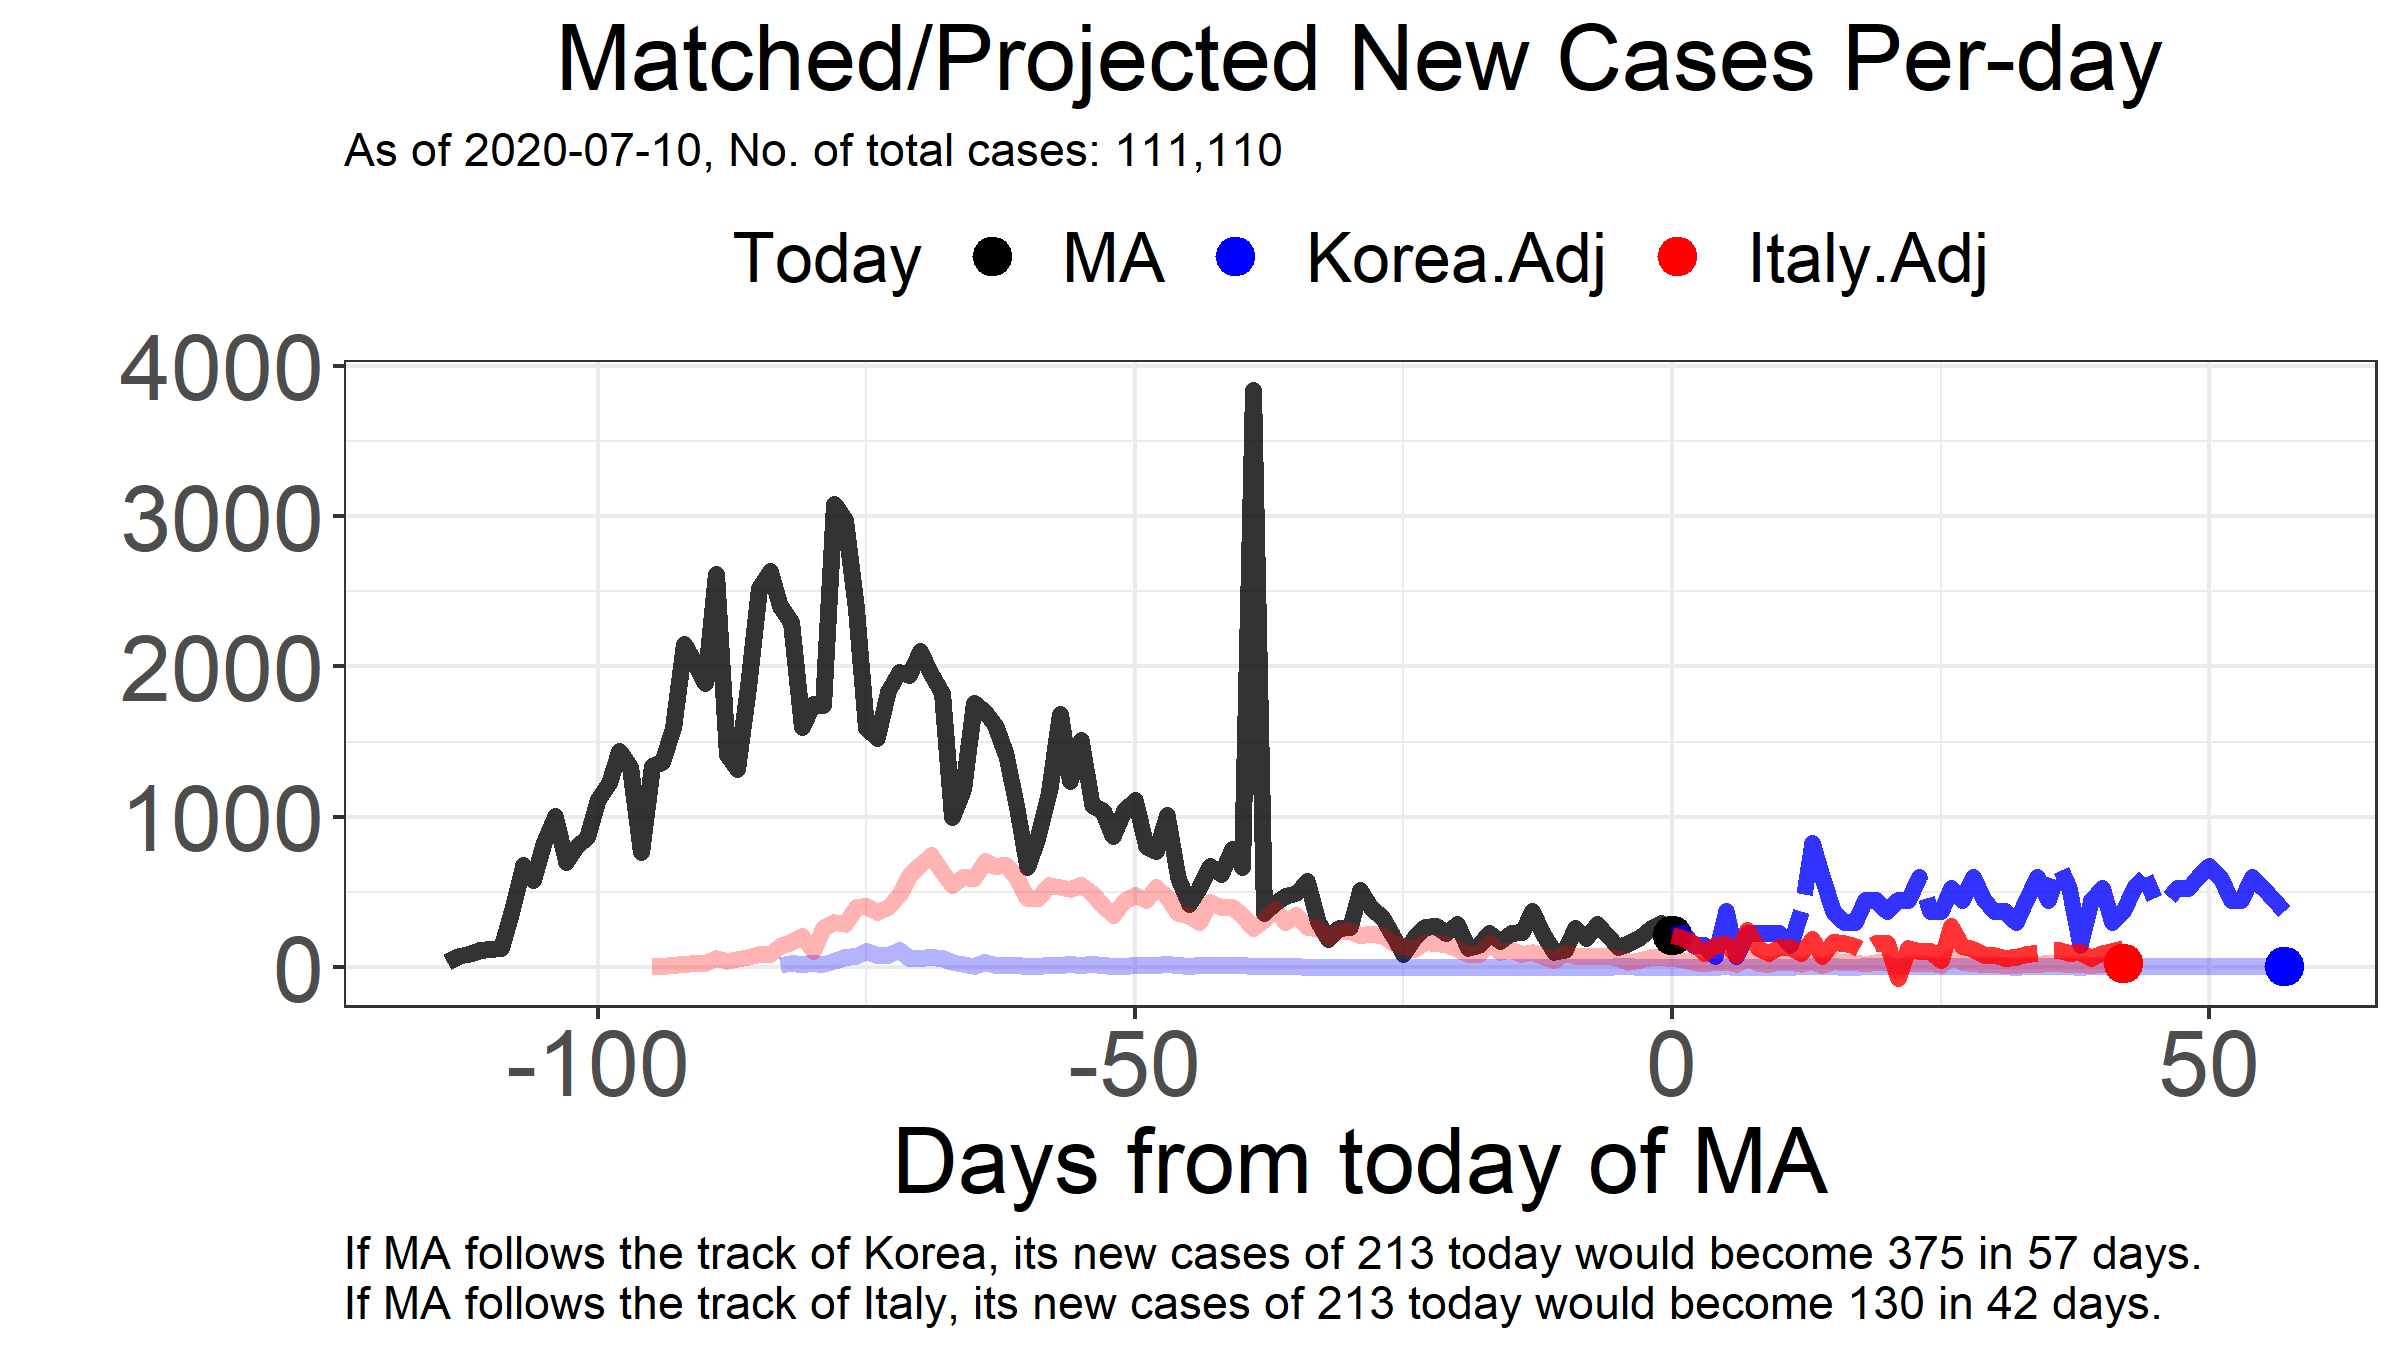 Matched/Projected New Cases Per-day
As of 2020-07-10, No. of total cases: 111,110
Today MA Korea.Adj Italy.Adj
4000
3000
2000
1000
0
-100 -50 0 50
Days from today of MA
If MA follows the track of Korea, its new cases of 213 today would become 375 in 57 days.
If MA follows the track of Italy, its new cases of 213 today would become 130 in 42 days.